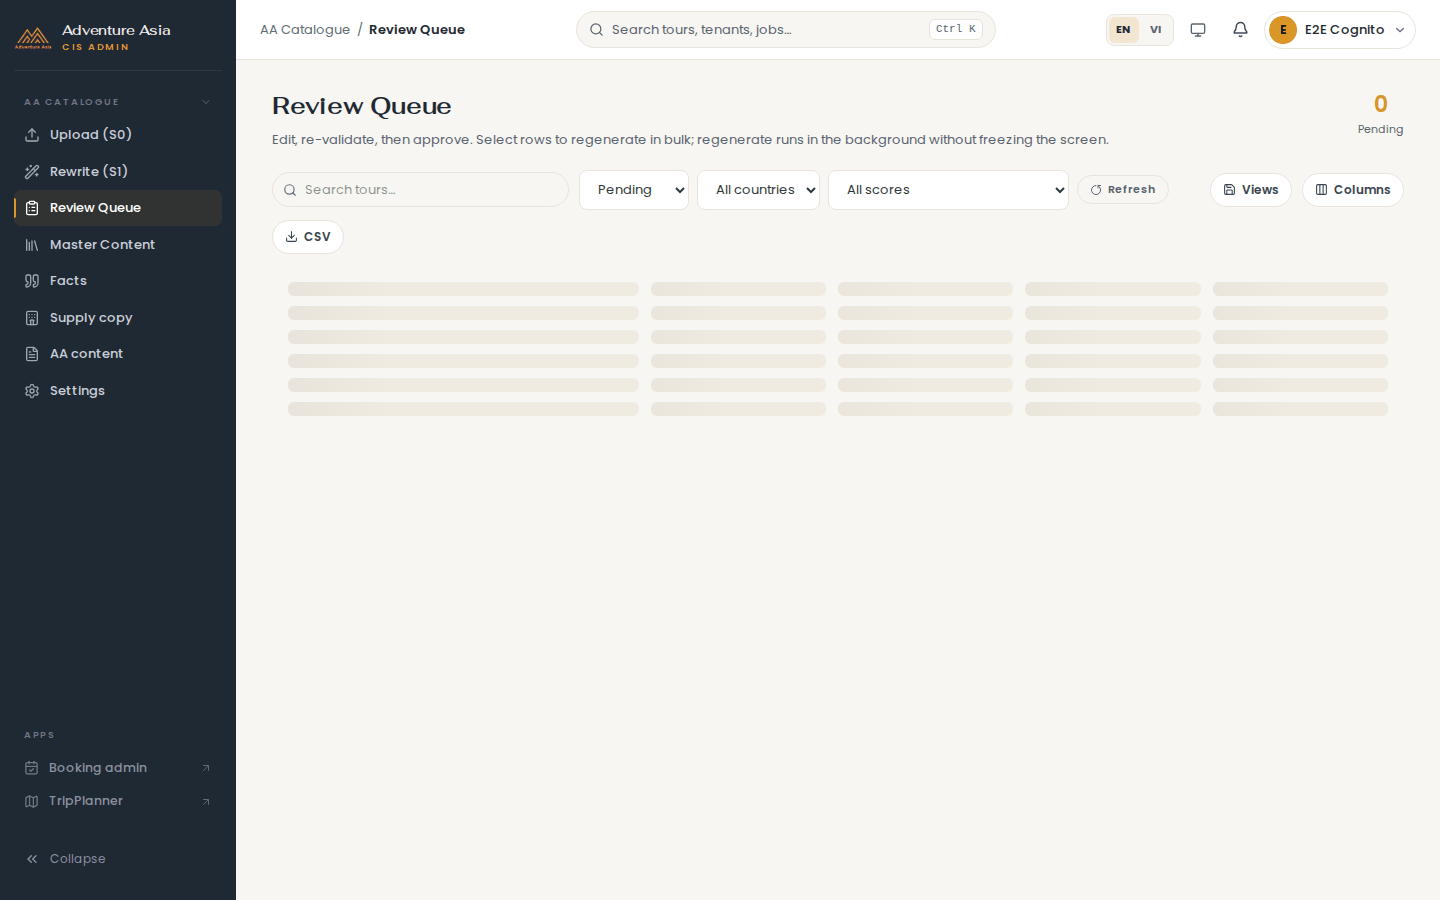 Adventure Asia
CIS ADMIN
Adventure Asia
AA CATALOGUE
Upload (S0)
Rewrite (S1)
Review Queue
Master Content
Facts
Supply copy
AA content
Settings
APPS
Booking admin
TripPlanner
Collapse
AA Catalogue / Review Queue
Search tours, tenants, jobs…
Ctrl K
EN
VI
E
E2E Cognito
Review Queue
0
Pending
Edit, re-validate, then approve. Select rows to regenerate in bulk; regenerate runs in the background without freezing the screen.
Search tours…
Pending
All countries
All scores
Refresh
Views
Columns
CSV